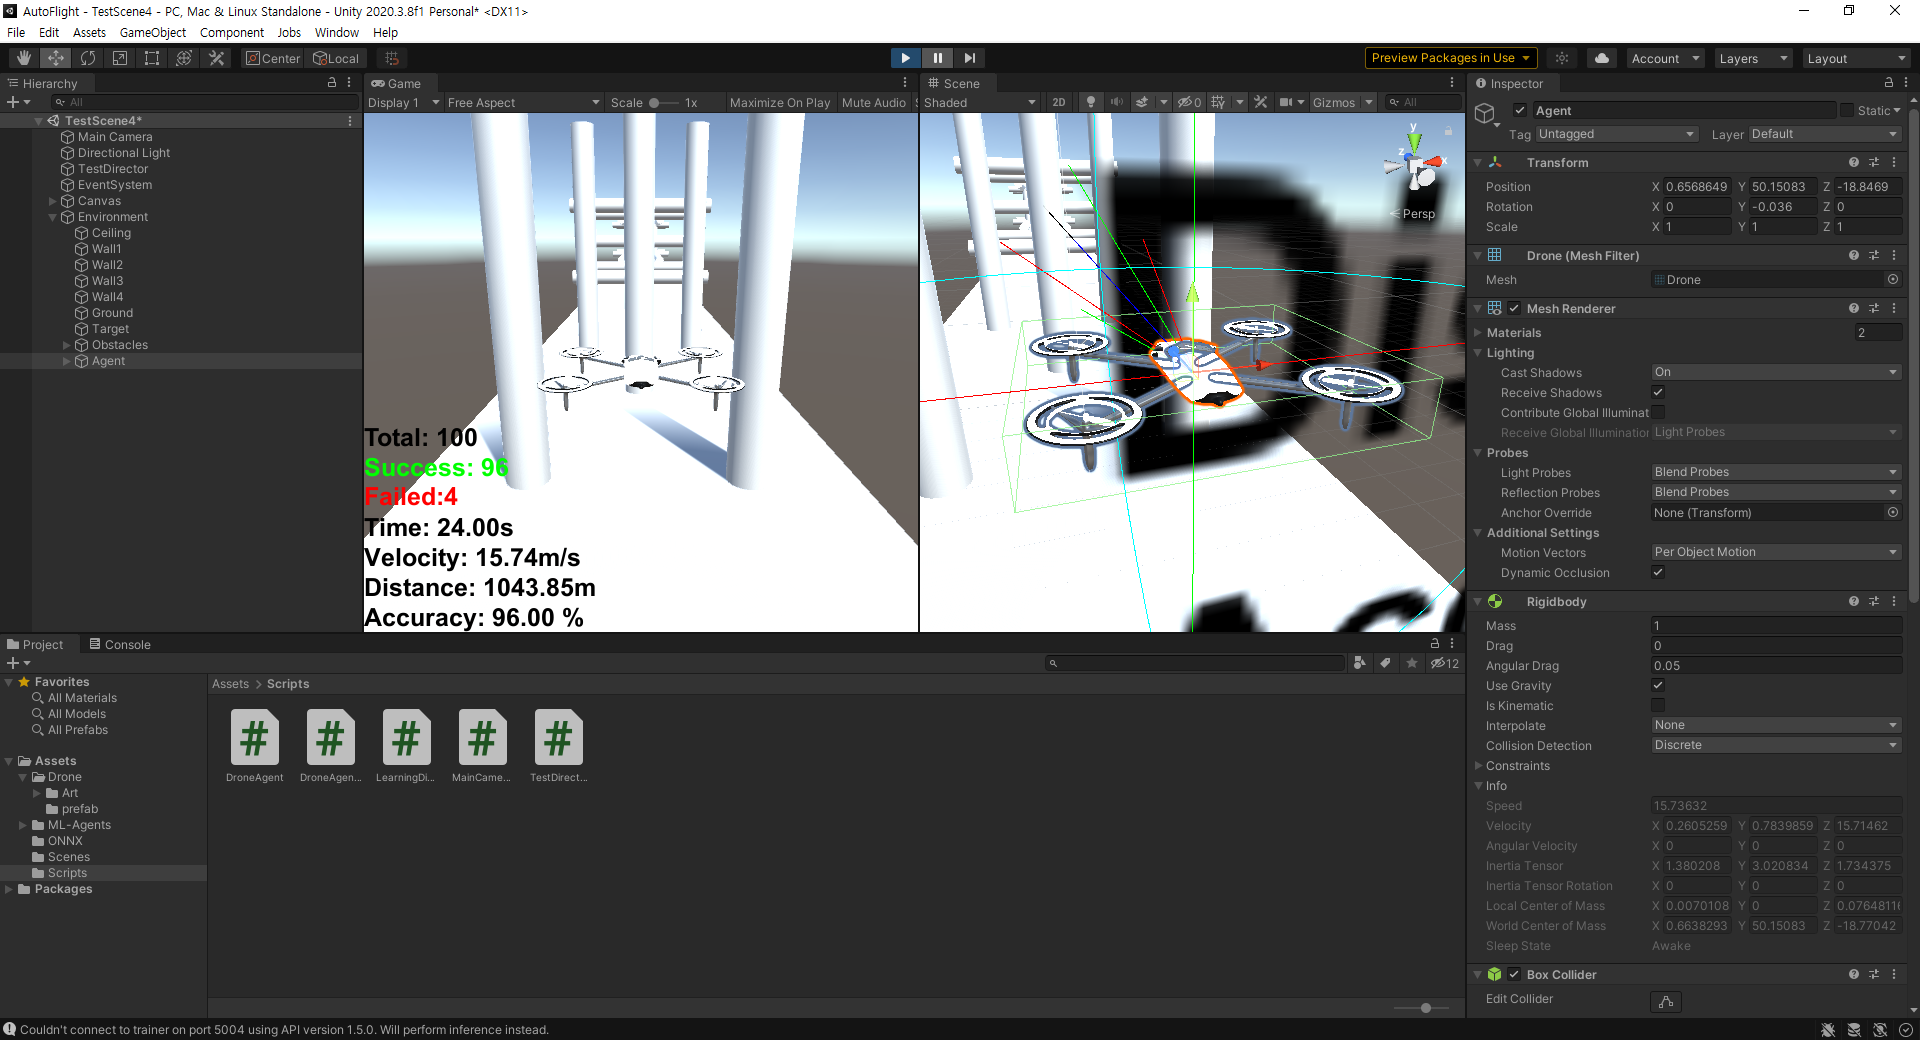 AutoFlight - TestScene4 - PC, Mac & Linux Standalone - Unity 2020.3.8f1 Personal* <DX11>
File Edit Assets GameObject Component Jobs Window Help
Center Local Preview Packages in Use Account Layers Layout
Hierarchy
All
TestScene4*
Main Camera
Directional Light
TestDirector
EventSystem
Canvas
Environment
Ceiling
Wall1
Wall2
Wall3
Wall4
Ground
Target
Obstacles
Agent
Game
Display 1 Free Aspect Scale 1x Maximize On Play Mute Audio
Total: 100
Success: 96
Failed:4
Time: 24.00s
Velocity: 15.74m/s
Distance: 1043.85m
Accuracy: 96.00 %
Scene
Shaded 2D 0 Gizmos All
y
z x
Persp
Inspector
Agent Static
Tag Untagged Layer Default
Transform
Position X 0.6568649 Y 50.15083 Z -18.8469
Rotation X 0 Y -0.036 Z 0
Scale X 1 Y 1 Z 1
Drone (Mesh Filter)
Mesh Drone
Mesh Renderer
Materials 2
Lighting
Cast Shadows On
Receive Shadows
Contribute Global Illuminat
Receive Global Illumination Light Probes
Probes
Light Probes Blend Probes
Reflection Probes Blend Probes
Anchor Override None (Transform)
Additional Settings
Motion Vectors Per Object Motion
Dynamic Occlusion
Rigidbody
Mass 1
Drag 0
Angular Drag 0.05
Use Gravity
Is Kinematic
Interpolate None
Collision Detection Discrete
Constraints
Info
Speed 15.73632
Velocity X 0.2605259 Y 0.7839859 Z 15.71462
Angular Velocity X 0 Y 0 Z 0
Inertia Tensor X 1.380208 Y 3.020834 Z 1.734375
Inertia Tensor Rotation X 0 Y 0 Z 0
Local Center of Mass X 0.0070108 Y 0 Z 0.0764811
World Center of Mass X 0.6638293 Y 50.15083 Z -18.77042
Sleep State Awake
Box Collider
Edit Collider
Project Console
12
Favorites
All Materials
All Models
All Prefabs
Assets
Drone
Art
prefab
ML-Agents
ONNX
Scenes
Scripts
Packages
Assets > Scripts
DroneAgent DroneAgen... LearningDi... MainCame... TestDirect...
Couldn't connect to trainer on port 5004 using API version 1.5.0. Will perform inference instead.